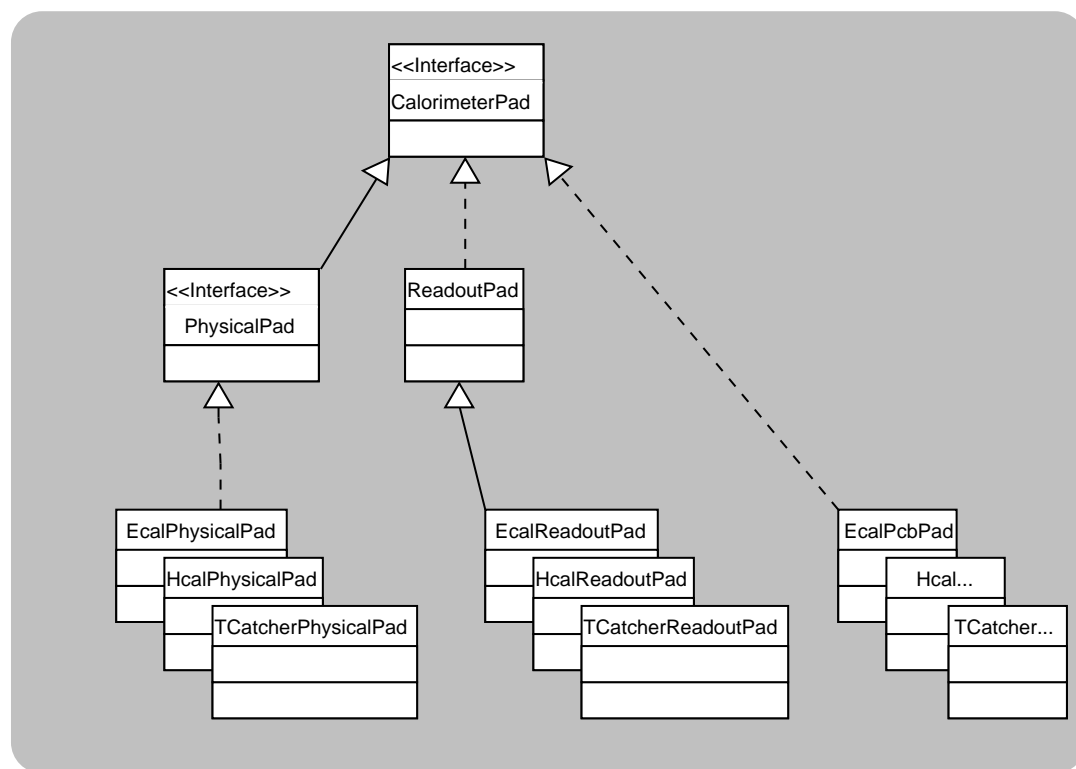 <<Interface>>
CalorimeterPad
<<Interface>>
PhysicalPad
ReadoutPad
EcalPhysicalPad
HcalPhysicalPad
TCatcherPhysicalPad
EcalReadoutPad
HcalReadoutPad
TCatcherReadoutPad
EcalPcbPad
Hcal...
TCatcher...